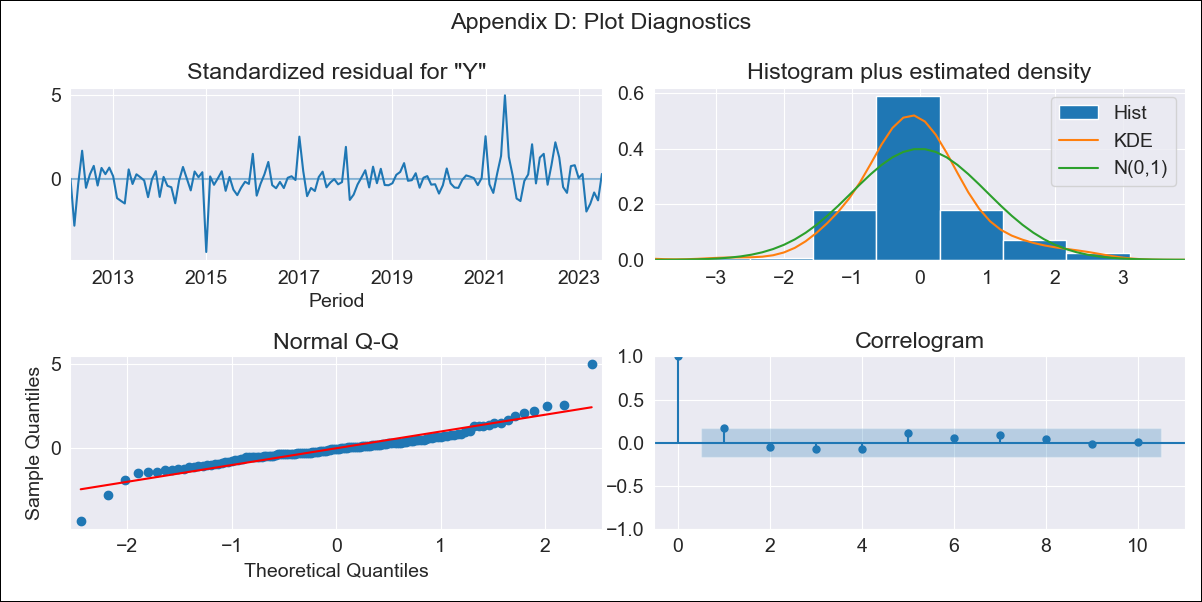 Appendix D: Plot Diagnostics
Standardized residual for "Y"
5
0
2013 2015 2017 2019 2021 2023
Period
Histogram plus estimated density
0.6
0.4
0.2
0.0
−3 −2 −1 0 1 2 3
Hist
KDE
N(0,1)
Normal Q-Q
Sample Quantiles
5
0
−2 −1 0 1 2
Theoretical Quantiles
Correlogram
1.0
0.5
0.0
−0.5
−1.0
0 2 4 6 8 10